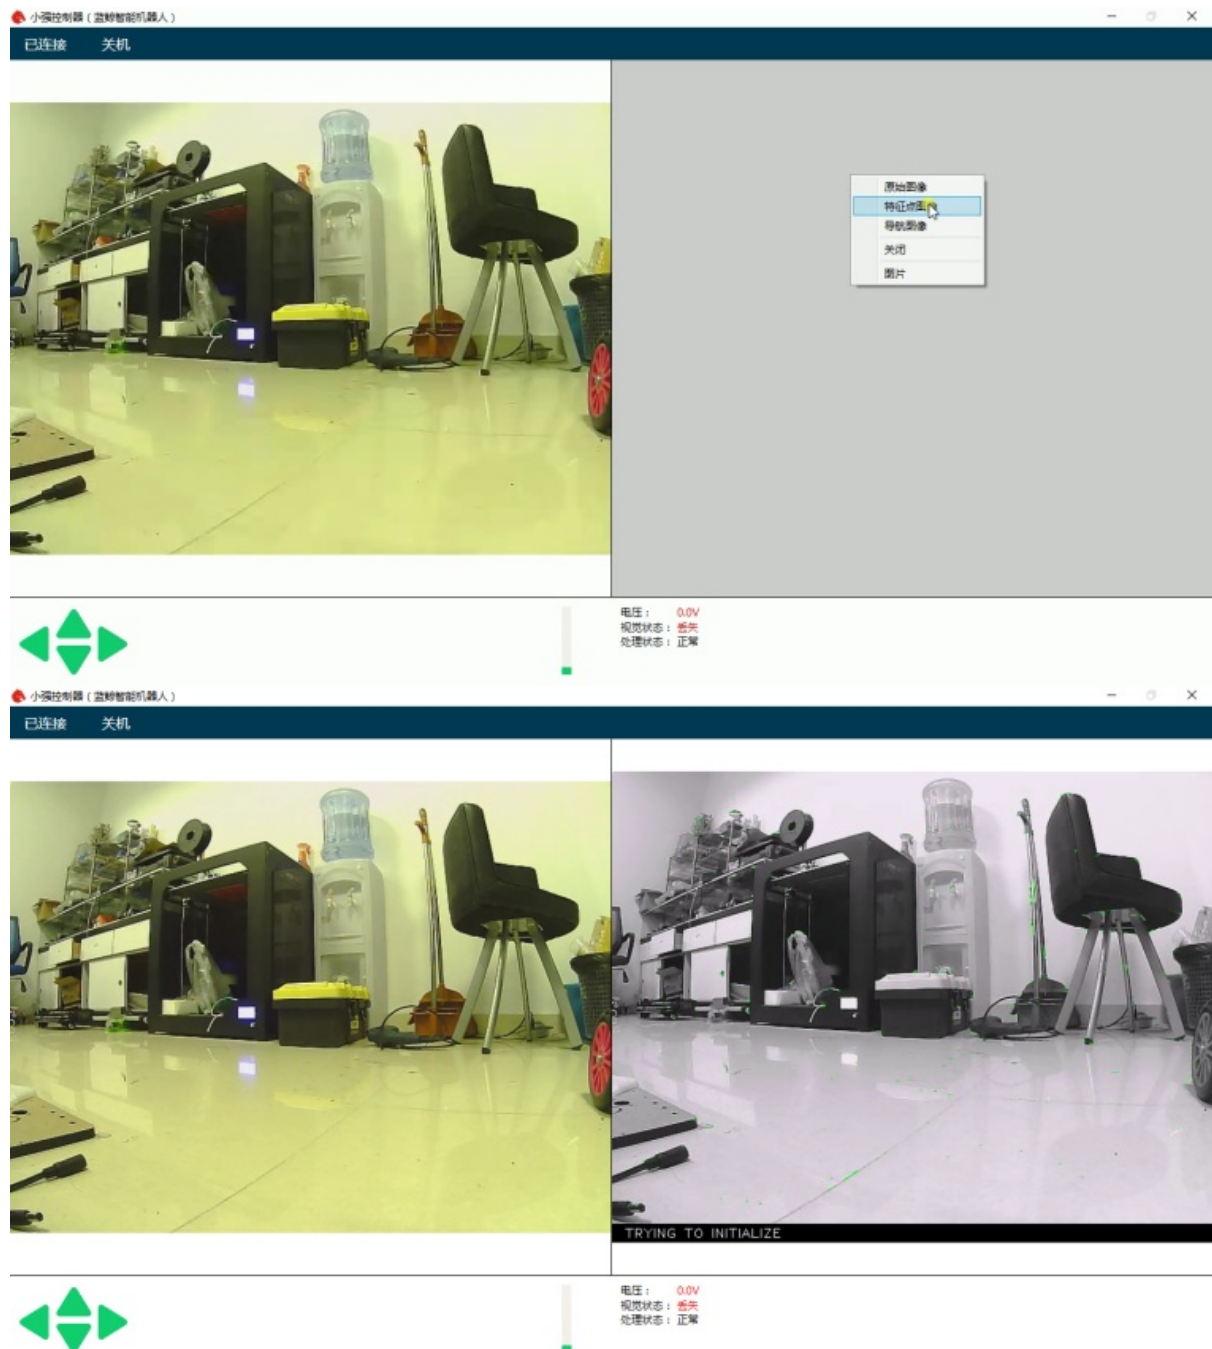 小强控制器（蓝鲸智能机器人）
已连接 关机
原始图像
特征点图
导航图像
关闭
图片
电压： 0.0V
视觉状态：丢失
处理状态：正常
小强控制器（蓝鲸智能机器人）
已连接 关机
TRYING TO INITIALIZE
电压： 0.0V
视觉状态：丢失
处理状态：正常